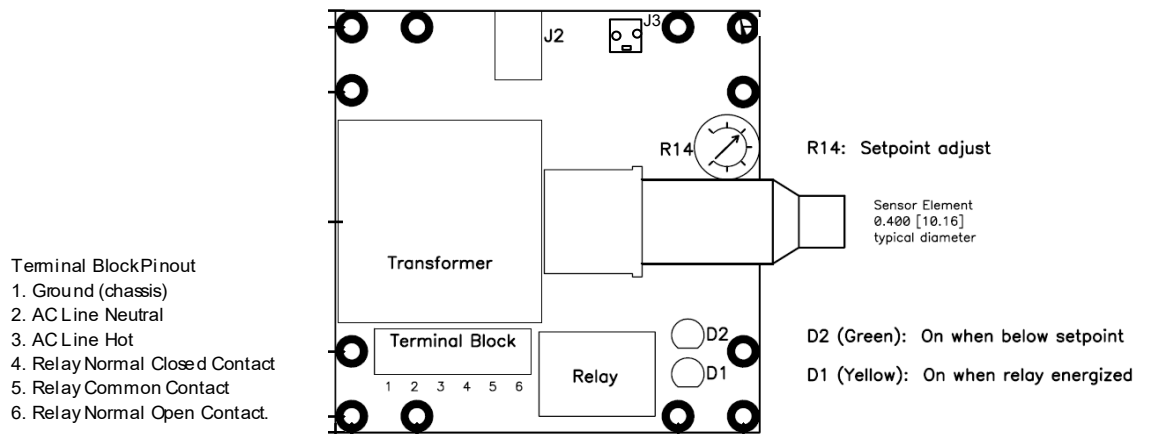 J2
J3
R14
R14: Setpoint adjust
Sensor Element
0.400 [10.16]
typical diameter
Transformer
Terminal Block Pinout
1. Ground (chassis)
2. AC Line Neutral
3. AC Line Hot
4. Relay Normal Closed Contact
5. Relay Common Contact
6. Relay Normal Open Contact.
Terminal Block
1 2 3 4 5 6
Relay
D2
D1
D2 (Green): On when below setpoint
D1 (Yellow): On when relay energized